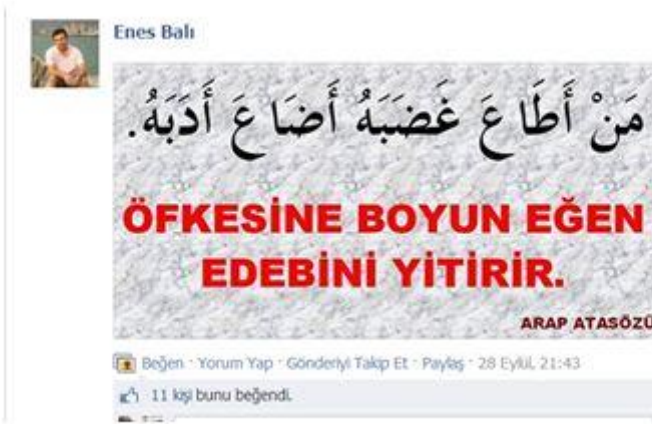 Enes Balı
مَنْ أَطَاعَ غَضَبَهُ أَضَاعَ أَدَبَهُ.
ÖFKESİNE BOYUN EĞEN
EDEBİNİ YİTİRİR.
ARAP ATASÖZÜ
Beğen · Yorum Yap · Gönderiyi Takip Et · Paylaş · 28 Eylül, 21:43
11 kişi bunu beğendi.